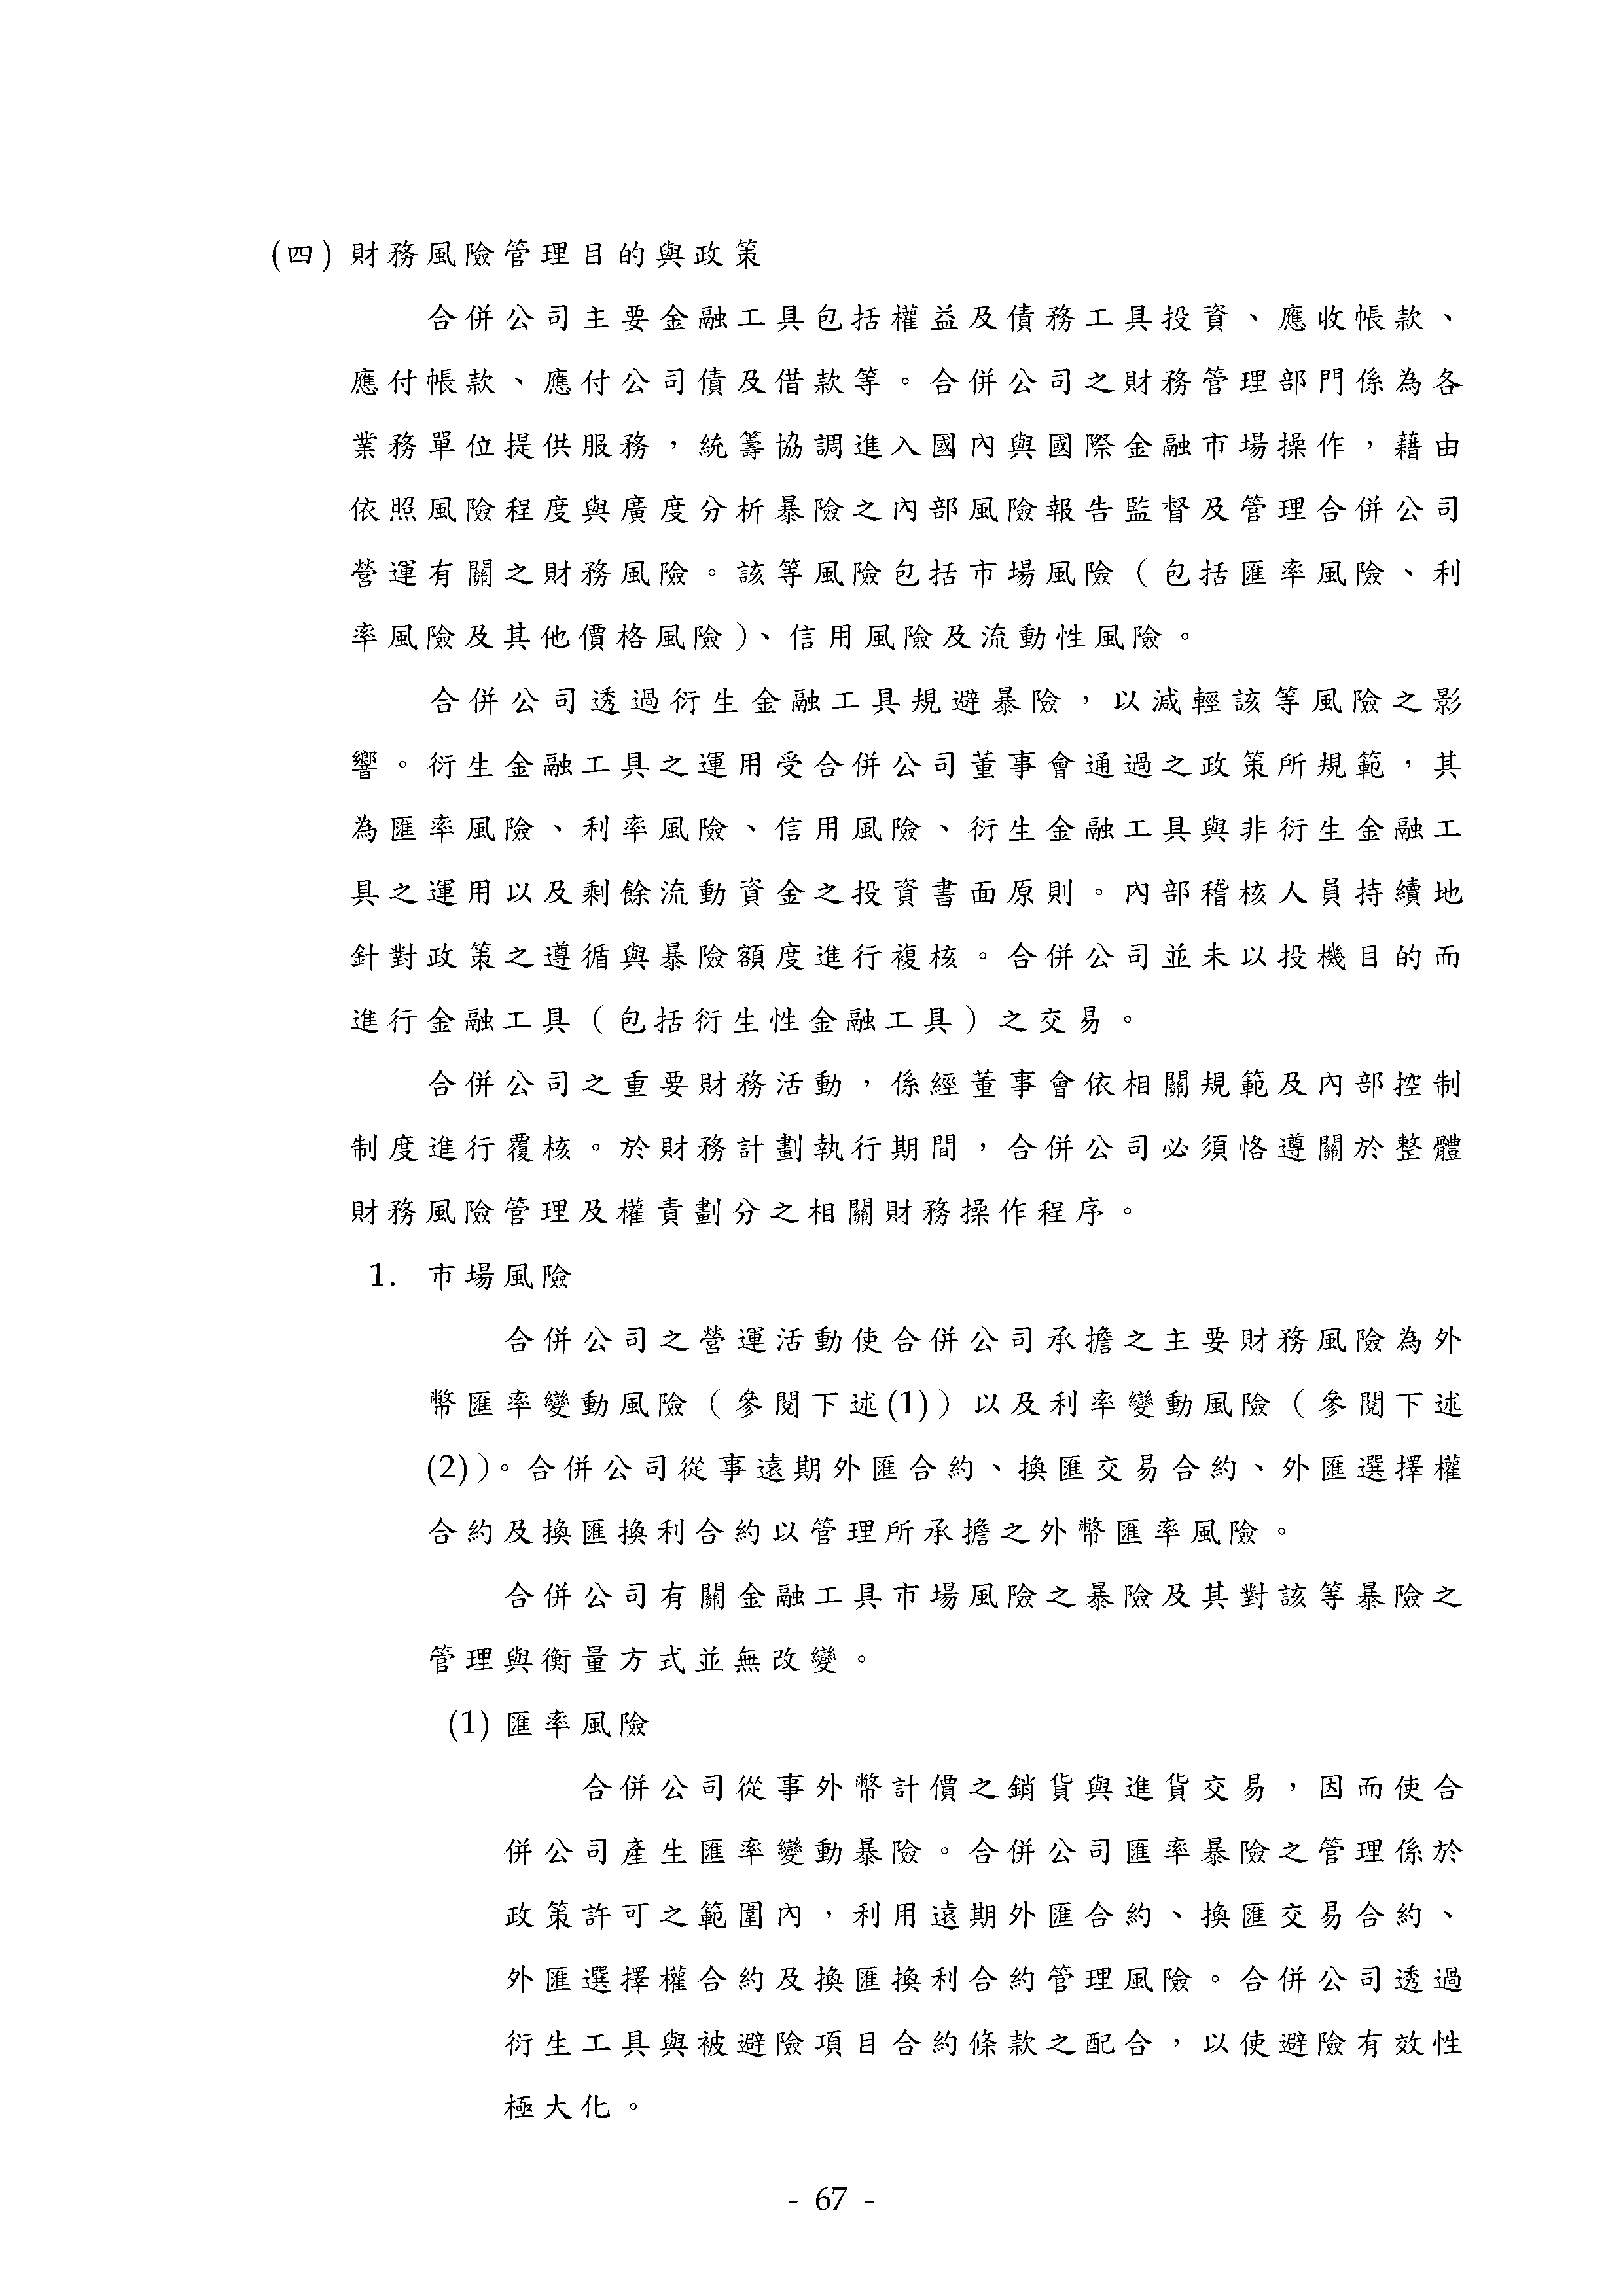 (四) 財務風險管理目的與政策
合併公司主要金融工具包括權益及債務工具投資、應收帳款、
應付帳款、應付公司債及借款等。合併公司之財務管理部門係為各
業務單位提供服務，統籌協調進入國內與國際金融市場操作，藉由
依照風險程度與廣度分析暴險之內部風險報告監督及管理合併公司
營運有關之財務風險。該等風險包括市場風險（包括匯率風險、利
率風險及其他價格風險）、信用風險及流動性風險。
合併公司透過衍生金融工具規避暴險，以減輕該等風險之影
響。衍生金融工具之運用受合併公司董事會通過之政策所規範，其
為匯率風險、利率風險、信用風險、衍生金融工具與非衍生金融工
具之運用以及剩餘流動資金之投資書面原則。內部稽核人員持續地
針對政策之遵循與暴險額度進行複核。合併公司並未以投機目的而
進行金融工具（包括衍生性金融工具）之交易。
合併公司之重要財務活動，係經董事會依相關規範及內部控制
制度進行覆核。於財務計劃執行期間，合併公司必須恪遵關於整體
財務風險管理及權責劃分之相關財務操作程序。
1. 市場風險
合併公司之營運活動使合併公司承擔之主要財務風險為外
幣匯率變動風險（參閱下述(1)）以及利率變動風險（參閱下述
(2)）。合併公司從事遠期外匯合約、換匯交易合約、外匯選擇權
合約及換匯換利合約以管理所承擔之外幣匯率風險。
合併公司有關金融工具市場風險之暴險及其對該等暴險之
管理與衡量方式並無改變。
(1) 匯率風險
合併公司從事外幣計價之銷貨與進貨交易，因而使合
併公司產生匯率變動暴險。合併公司匯率暴險之管理係於
政策許可之範圍內，利用遠期外匯合約、換匯交易合約、
外匯選擇權合約及換匯換利合約管理風險。合併公司透過
衍生工具與被避險項目合約條款之配合，以使避險有效性
極大化。
- 67 -